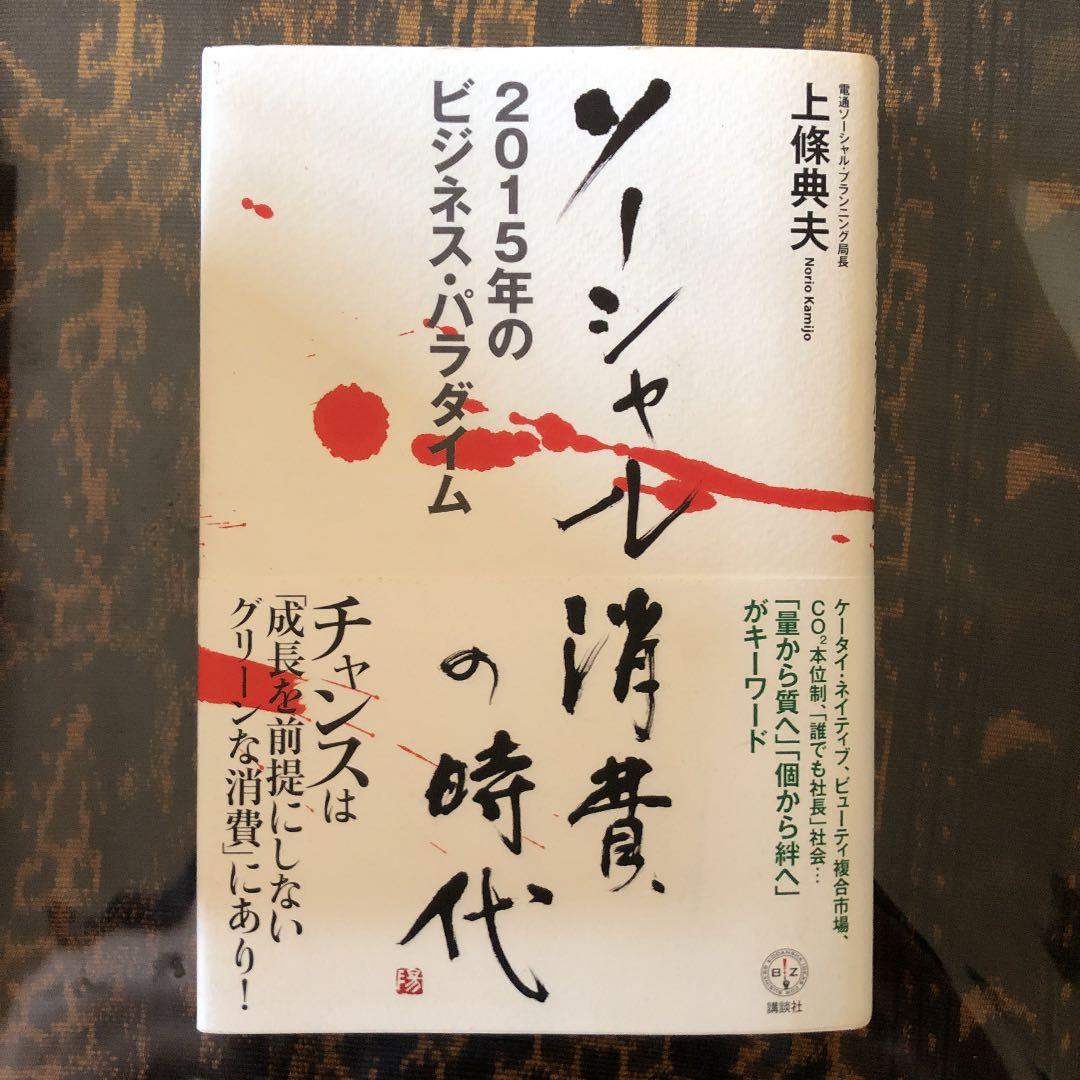 電通ソーシャル・プランニング局長
上條典夫 Norio Kamijo
ソーシャル消費
の時代
2015年の
ビジネス・パラダイム
ケータイ・ネイティブ、ビューティ複合市場、
CO₂本位制、「誰でも社長」社会…
「量から質へ」「個から絆へ」
がキーワード
チャンスは
「成長を前提にしない
グリーンな消費」にあり!
陽
KODANSHA IDEAS FOR BUSINESS
B!Z
講談社